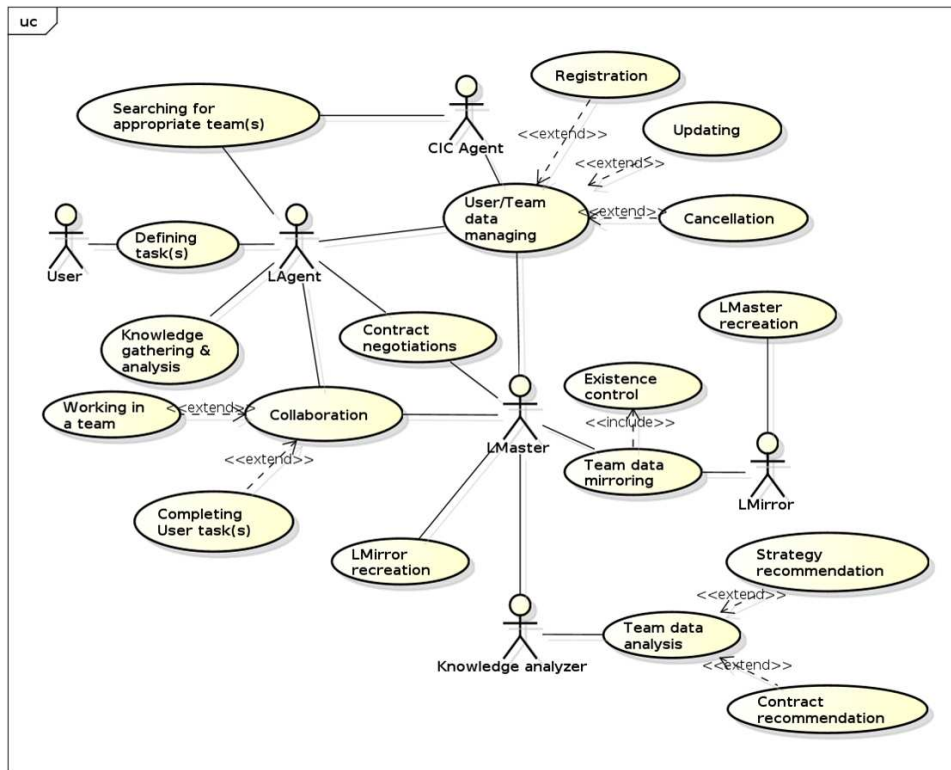 uc
Registration
Searching for
appropriate team(s)
<<extend>>
Updating
CIC Agent
<<extend>>
User/Team
data
managing
<<extend>>
Cancellation
Defining
task(s)
User
LAgent
LMaster
recreation
Contract
negotiations
Knowledge
gathering &
analysis
Existence
control
Working in
a team
<<extend>>
Collaboration
<<include>>
LMaster
<<extend>>
Team data
mirroring
LMirror
Completing
User task(s)
LMirror
recreation
Strategy
recommendation
<<extend>>
Team data
analysis
Knowledge analyzer
<<extend>>
Contract
recommendation